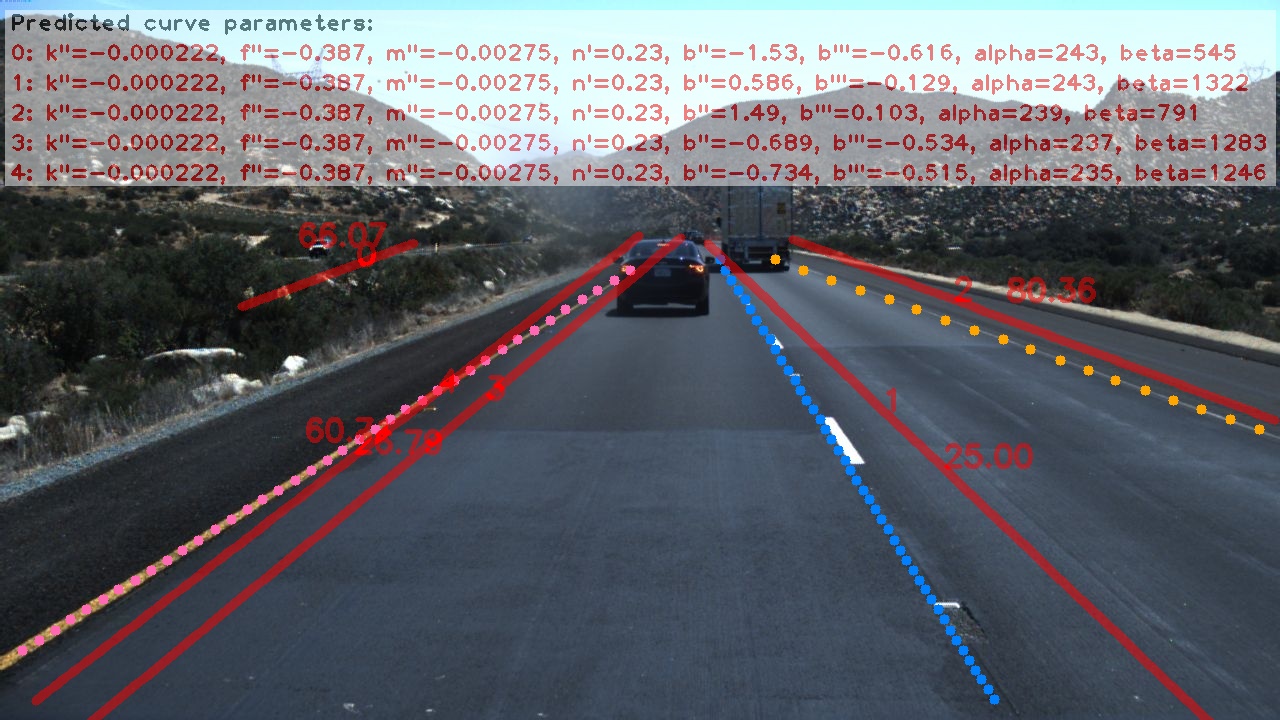 Predicted curve parameters:
0: k''=−0.000222, f''=−0.387, m''=−0.00275, n'=0.23, b''=−1.53, b'''=−0.616, alpha=243, beta=545
1: k''=−0.000222, f''=−0.387, m''=−0.00275, n'=0.23, b''=0.586, b'''=−0.129, alpha=243, beta=1322
2: k''=−0.000222, f''=−0.387, m''=−0.00275, n'=0.23, b''=1.49, b'''=0.103, alpha=239, beta=791
3: k''=−0.000222, f''=−0.387, m''=−0.00275, n'=0.23, b''=−0.689, b'''=−0.534, alpha=237, beta=1283
4: k''=−0.000222, f''=−0.387, m''=−0.00275, n'=0.23, b''=−0.734, b'''=−0.515, alpha=235, beta=1246
65.07
0
2 80.36
4 3 1
25.00